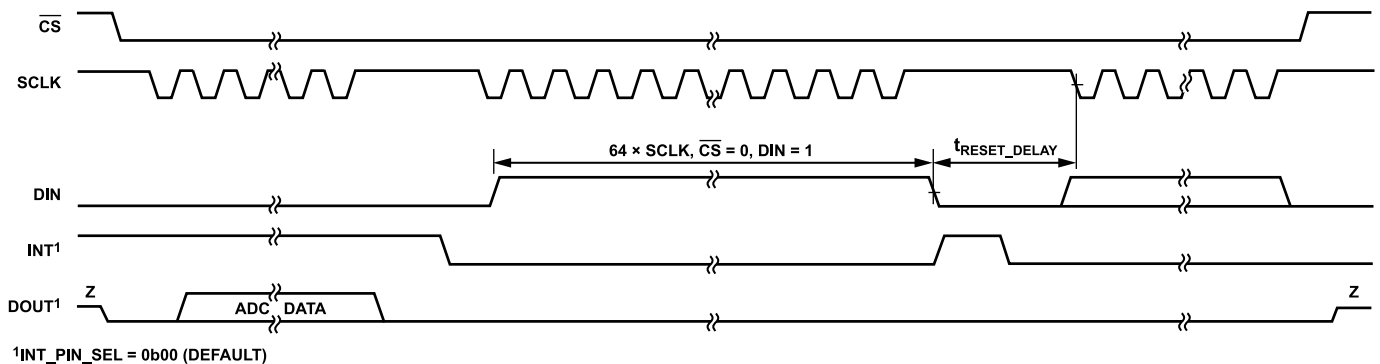 CS
SCLK
64 × SCLK, CS = 0, DIN = 1
tRESET_DELAY
DIN
INT1
Z
DOUT1
ADC DATA
Z
1INT_PIN_SEL = 0b00 (DEFAULT)